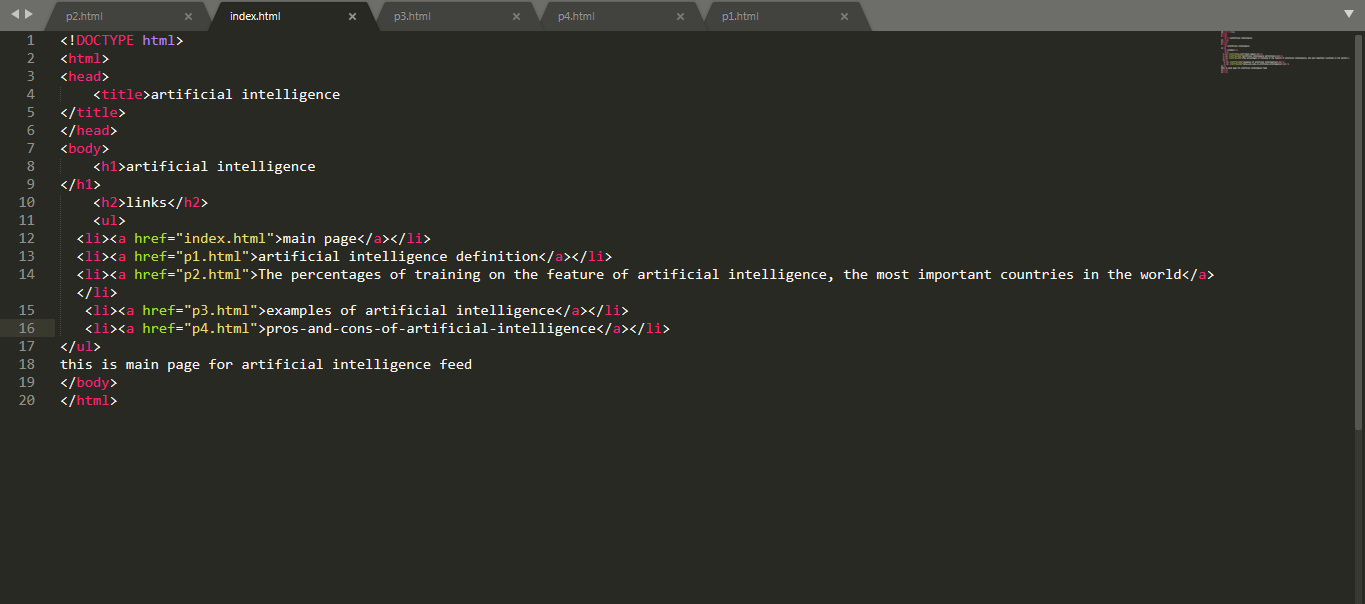 p2.html
index.html
p3.html
p4.html
p1.html
1 <!DOCTYPE html>
2 <html>
3 <head>
4 <title>artificial intelligence
5 </title>
6 </head>
7 <body>
8 <h1>artificial intelligence
9 </h1>
10 <h2>links</h2>
11 <ul>
12 <li><a href="index.html">main page</a></li>
13 <li><a href="p1.html">artificial intelligence definition</a></li>
14 <li><a href="p2.html">The percentages of training on the feature of artificial intelligence, the most important countries in the world</a>
</li>
15 <li><a href="p3.html">examples of artificial intelligence</a></li>
16 <li><a href="p4.html">pros-and-cons-of-artificial-intelligence</a></li>
17 </ul>
18 this is main page for artificial intelligence feed
19 </body>
20 </html>